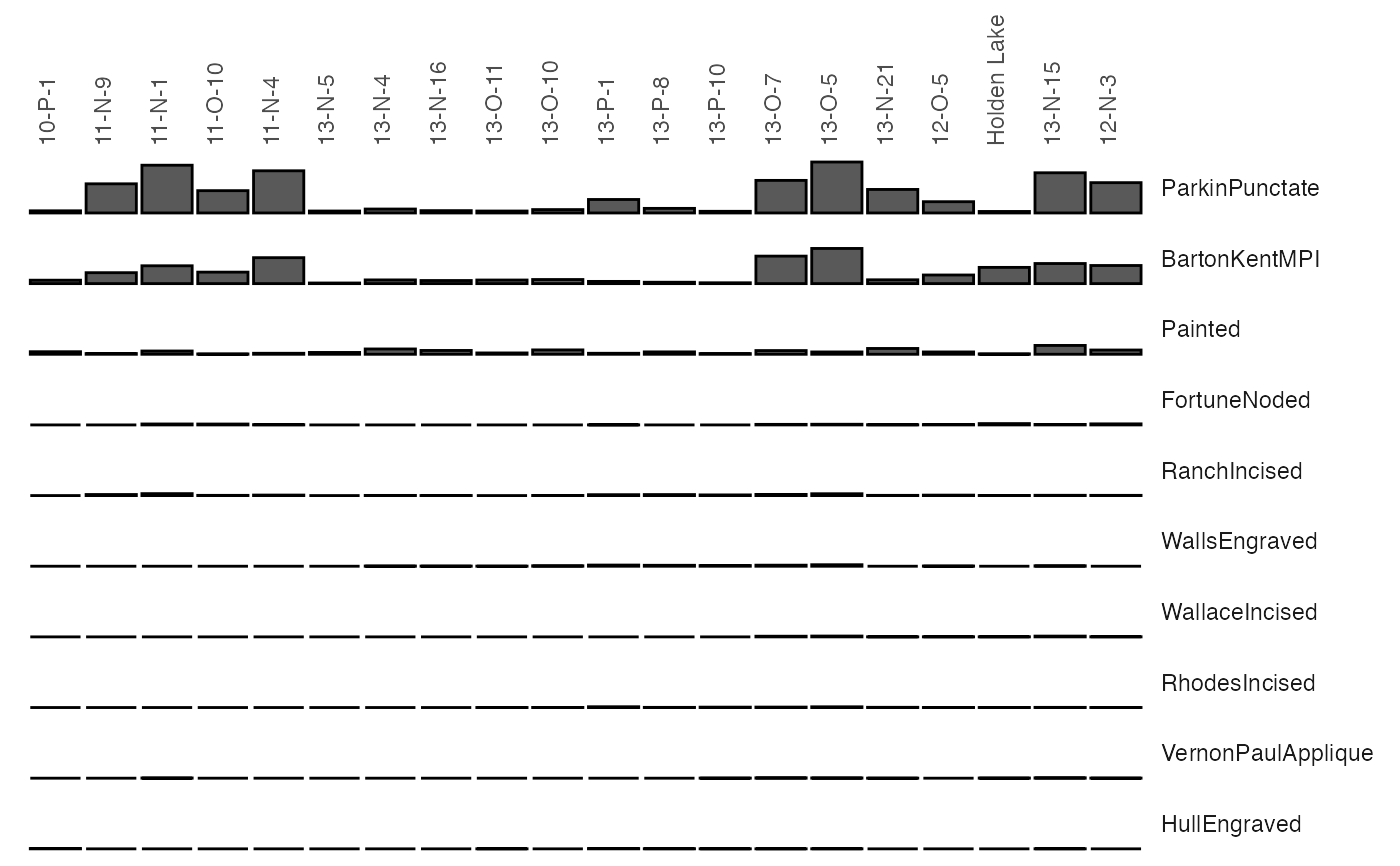 10-P-1
11-N-9
11-N-1
11-O-10
11-N-4
13-N-5
13-N-4
13-N-16
13-O-11
13-O-10
13-P-1
13-P-8
13-P-10
13-O-7
13-O-5
13-N-21
12-O-5
Holden Lake
13-N-15
12-N-3
ParkinPunctate
BartonKentMPI
Painted
FortuneNoded
RanchIncised
WallsEngraved
WallaceIncised
RhodesIncised
VernonPaulApplique
HullEngraved